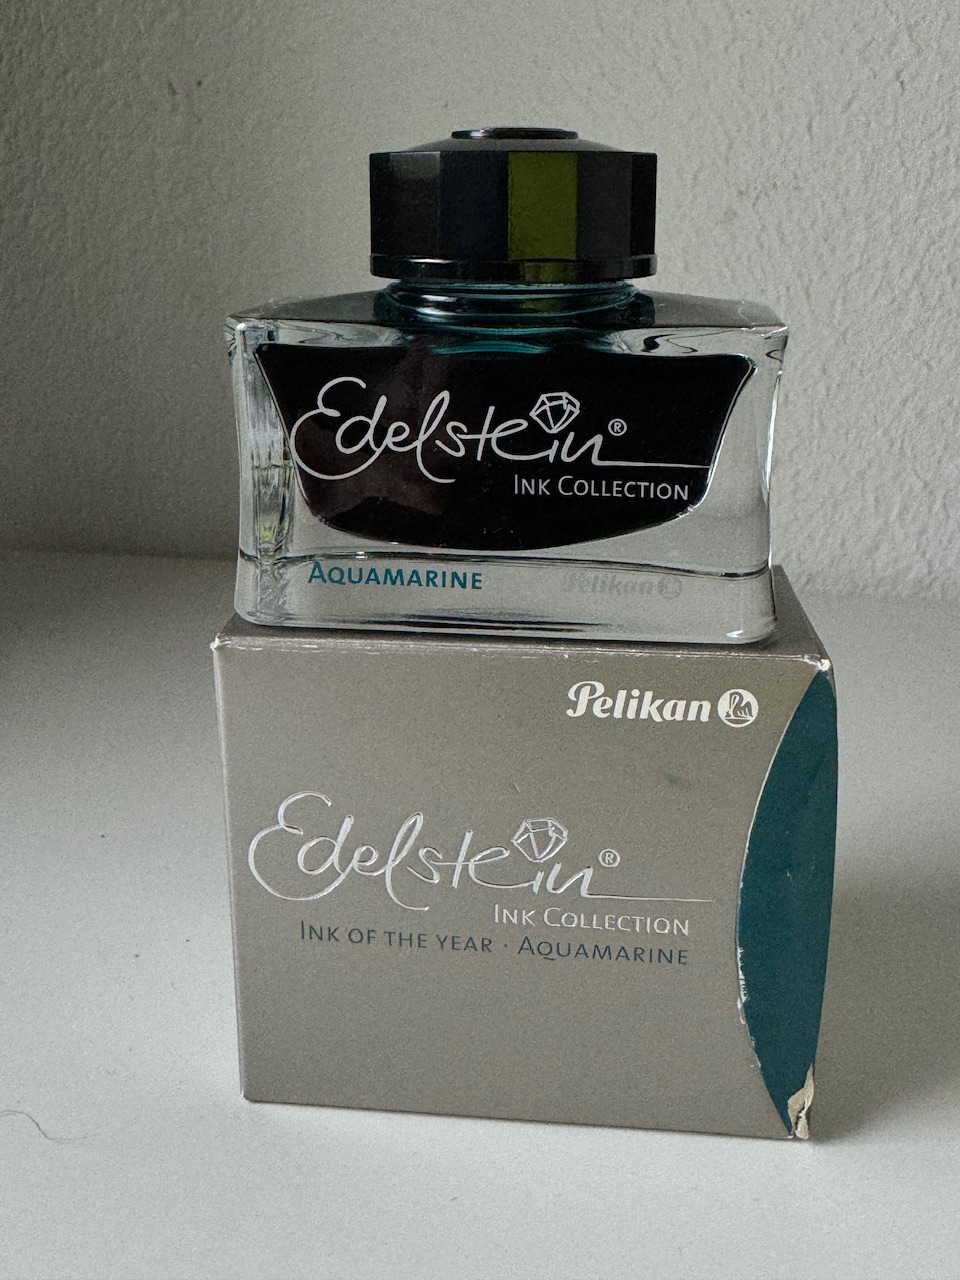 Edelstein®
INK COLLECTION
AQUAMARINE
Pelikan
Pelikan
Edelstein®
INK COLLECTION
INK OF THE YEAR · AQUAMARINE